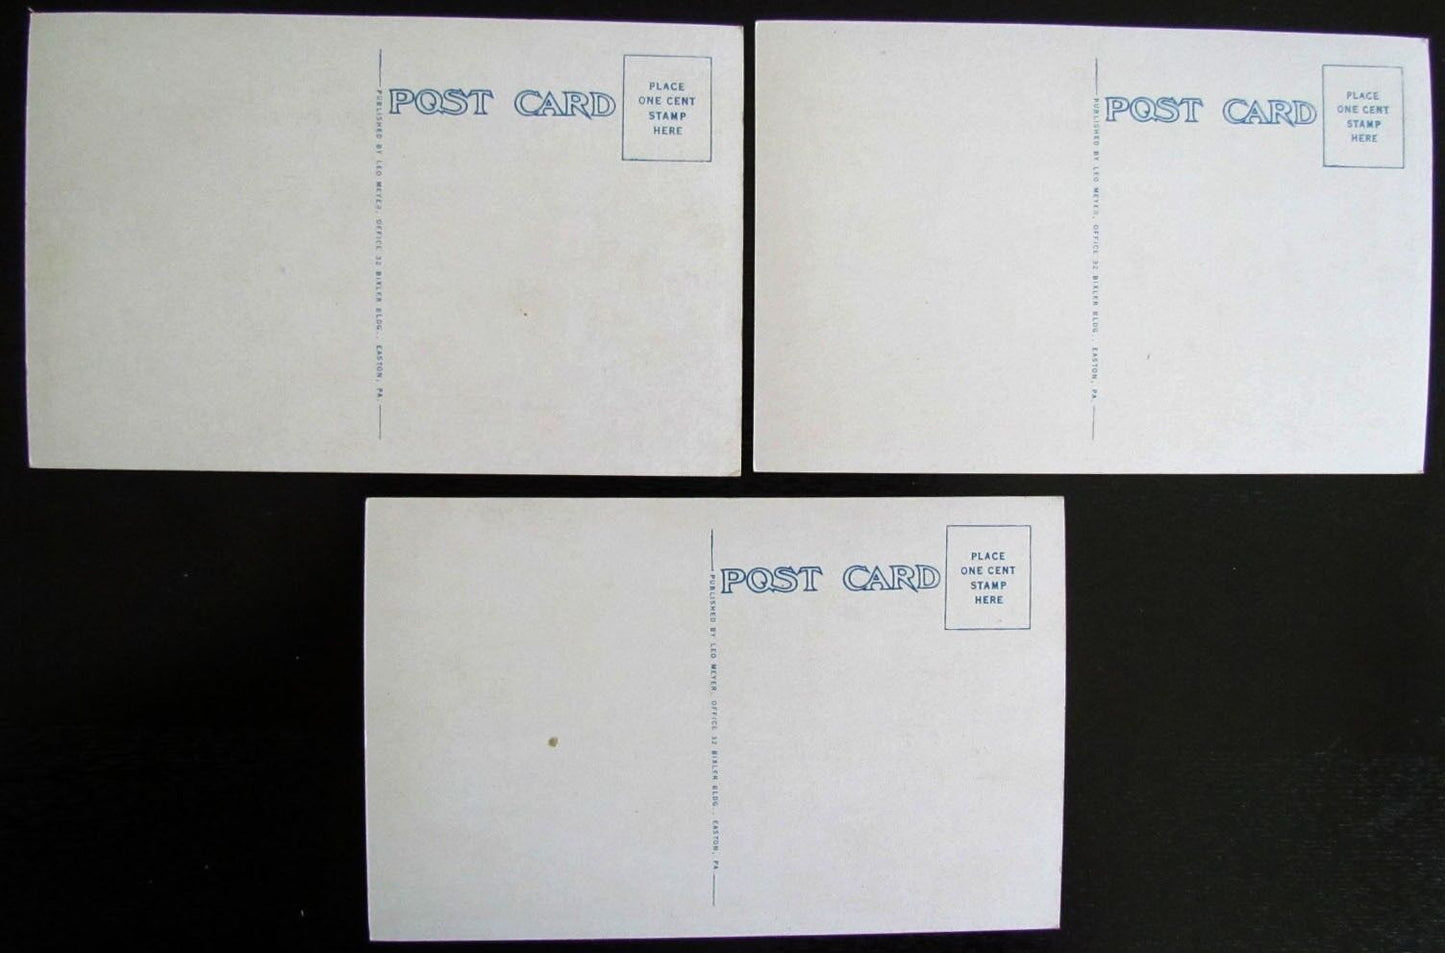 POST CARD
PLACE
ONE CENT
STAMP
HERE
PUBLISHED BY LEO MEYER, OFFICE 32 BIXLER BLDG., EASTON, PA.
POST CARD
PLACE
ONE CENT
STAMP
HERE
PUBLISHED BY LEO MEYER, OFFICE 32 BIXLER BLDG., EASTON, PA.
POST CARD
PLACE
ONE CENT
STAMP
HERE
PUBLISHED BY LEO MEYER, OFFICE 32 BIXLER BLDG., EASTON, PA.